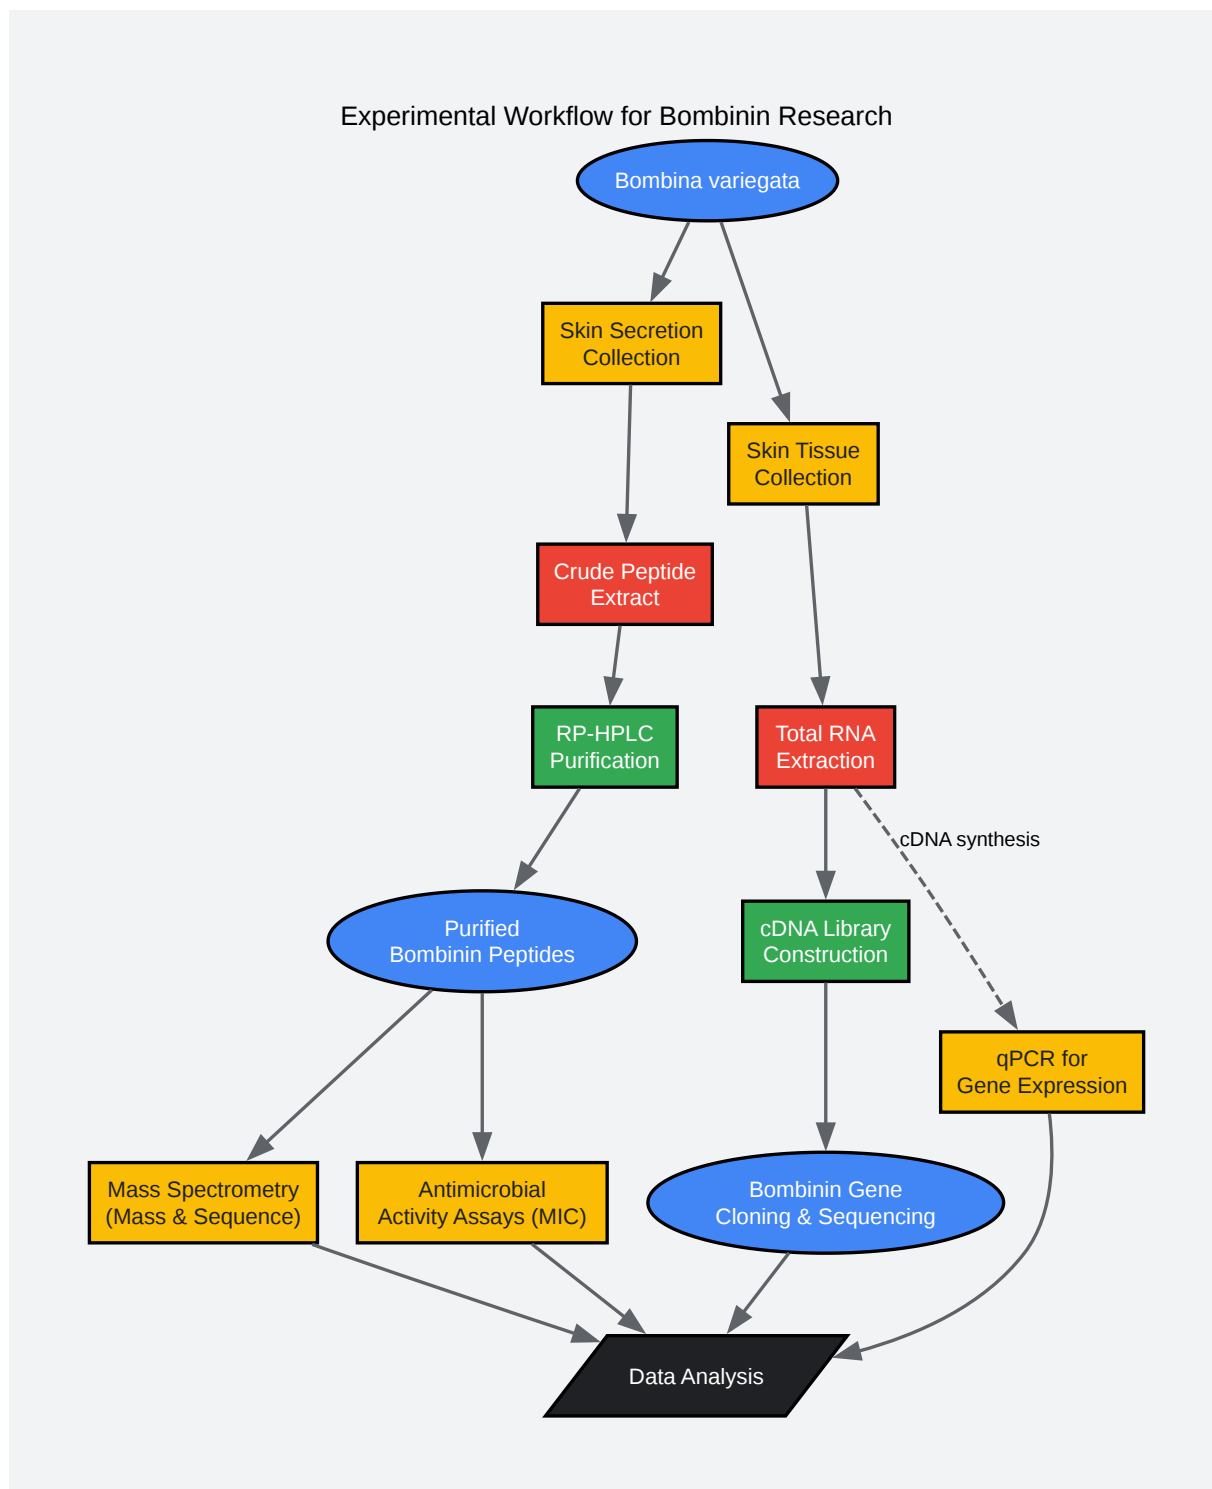 Experimental Workflow for Bombinin Research
Bombina variegata
Skin Secretion
Collection
Skin Tissue
Collection
Crude Peptide
Extract
RP-HPLC
Purification
Total RNA
Extraction
cDNA synthesis
Purified
Bombinin Peptides
cDNA Library
Construction
qPCR for
Gene Expression
Mass Spectrometry
(Mass & Sequence)
Antimicrobial
Activity Assays (MIC)
Bombinin Gene
Cloning & Sequencing
Data Analysis